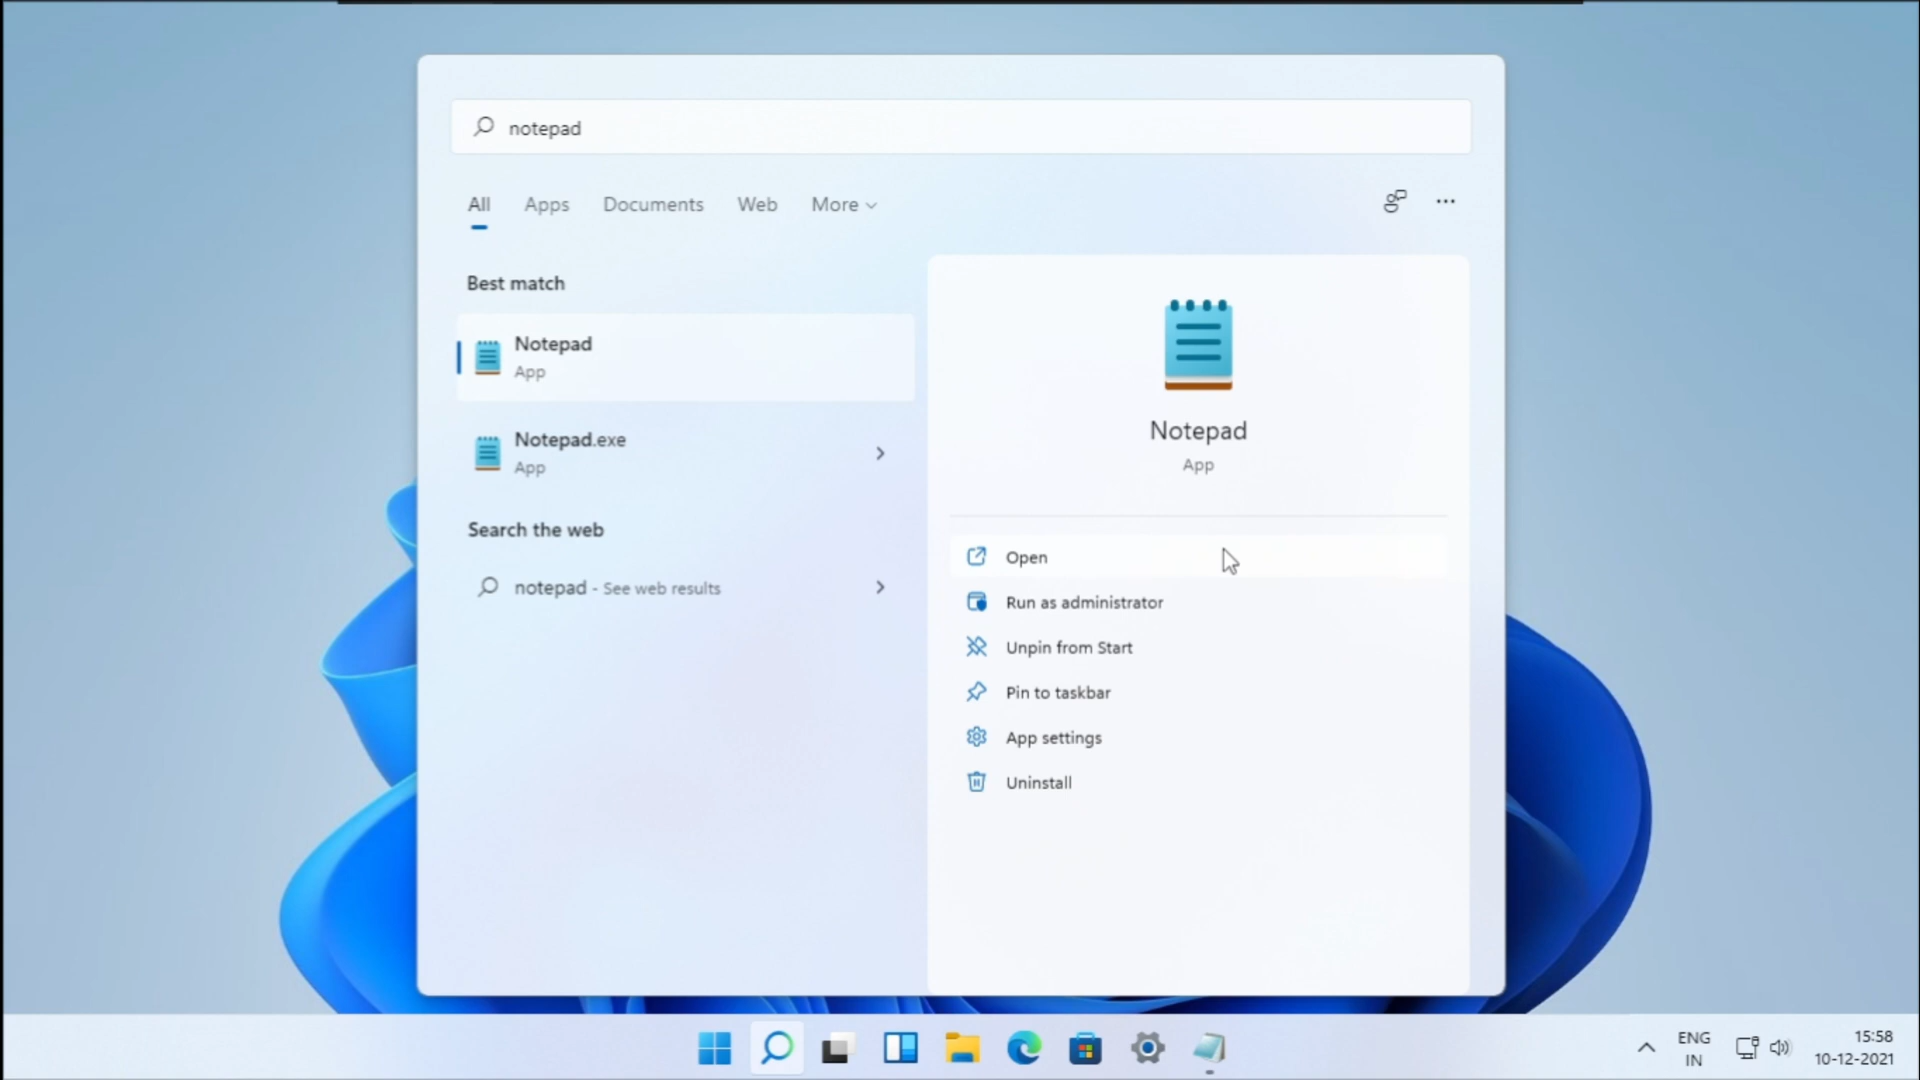 notepad
All Apps Documents Web More
Best match
Notepad
App
Notepad.exe
App
Search the web
notepad - See web results
Notepad
App
Open
Run as administrator
Unpin from Start
Pin to taskbar
App settings
Uninstall
ENG
IN
15:58
10-12-2021